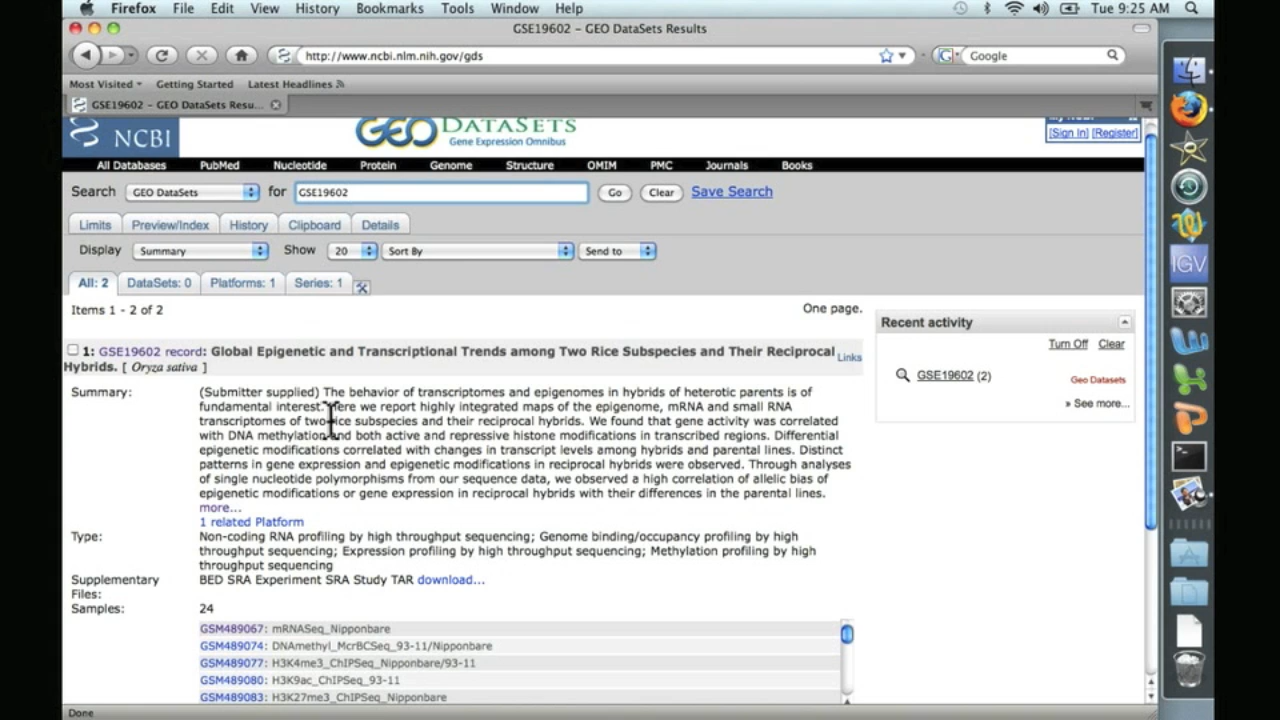 Firefox File Edit View History Bookmarks Tools Window Help Tue 9:25 AM
GSE19602 – GEO DataSets Results
http://www.ncbi.nlm.nih.gov/gds Google
Most Visited Getting Started Latest Headlines
GSE19602 – GEO DataSets Resu...
NCBI GEO DATASETS
Gene Expression Omnibus
[Sign In] [Register]
All Databases PubMed Nucleotide Protein Genome Structure OMIM PMC Journals Books
Search GEO DataSets for GSE19602 Go Clear Save Search
Limits Preview/Index History Clipboard Details
Display Summary Show 20 Sort By Send to
All: 2 DataSets: 0 Platforms: 1 Series: 1
Items 1 - 2 of 2 One page.
1: GSE19602 record: Global Epigenetic and Transcriptional Trends among Two Rice Subspecies and Their Reciprocal
Hybrids. [ Oryza sativa ] Links
Summary: (Submitter supplied) The behavior of transcriptomes and epigenomes in hybrids of heterotic parents is of
fundamental interest. Here we report highly integrated maps of the epigenome, mRNA and small RNA
transcriptomes of two rice subspecies and their reciprocal hybrids. We found that gene activity was correlated
with DNA methylation and both active and repressive histone modifications in transcribed regions. Differential
epigenetic modifications correlated with changes in transcript levels among hybrids and parental lines. Distinct
patterns in gene expression and epigenetic modifications in reciprocal hybrids were observed. Through analyses
of single nucleotide polymorphisms from our sequence data, we observed a high correlation of allelic bias of
epigenetic modifications or gene expression in reciprocal hybrids with their differences in the parental lines.
more...
1 related Platform
Type: Non-coding RNA profiling by high throughput sequencing; Genome binding/occupancy profiling by high
throughput sequencing; Expression profiling by high throughput sequencing; Methylation profiling by high
throughput sequencing
Supplementary Files: BED SRA Experiment SRA Study TAR download...
Samples: 24
GSM489067: mRNASeq_Nipponbare
GSM489074: DNAmethyl_McrBCSeq_93-11/Nipponbare
GSM489077: H3K4me3_ChIPSeq_Nipponbare/93-11
GSM489080: H3K9ac_ChIPSeq_93-11
GSM489083: H3K27me3_ChIPSeq_Nipponbare
Recent activity
Turn Off Clear
GSE19602 (2) Geo Datasets
» See more...
IGV
Done